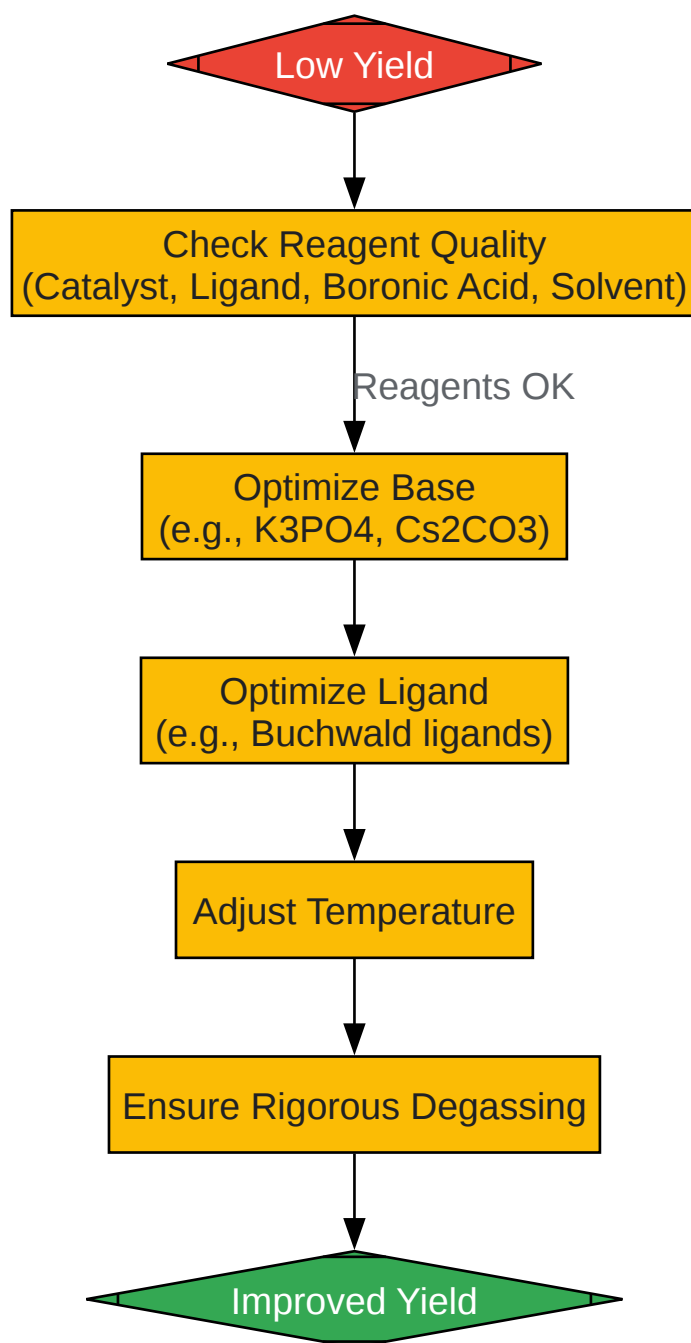 Low Yield
Check Reagent Quality
(Catalyst, Ligand, Boronic Acid, Solvent)
Reagents OK
Optimize Base
(e.g., K3PO4, Cs2CO3)
Optimize Ligand
(e.g., Buchwald ligands)
Adjust Temperature
Ensure Rigorous Degassing
Improved Yield